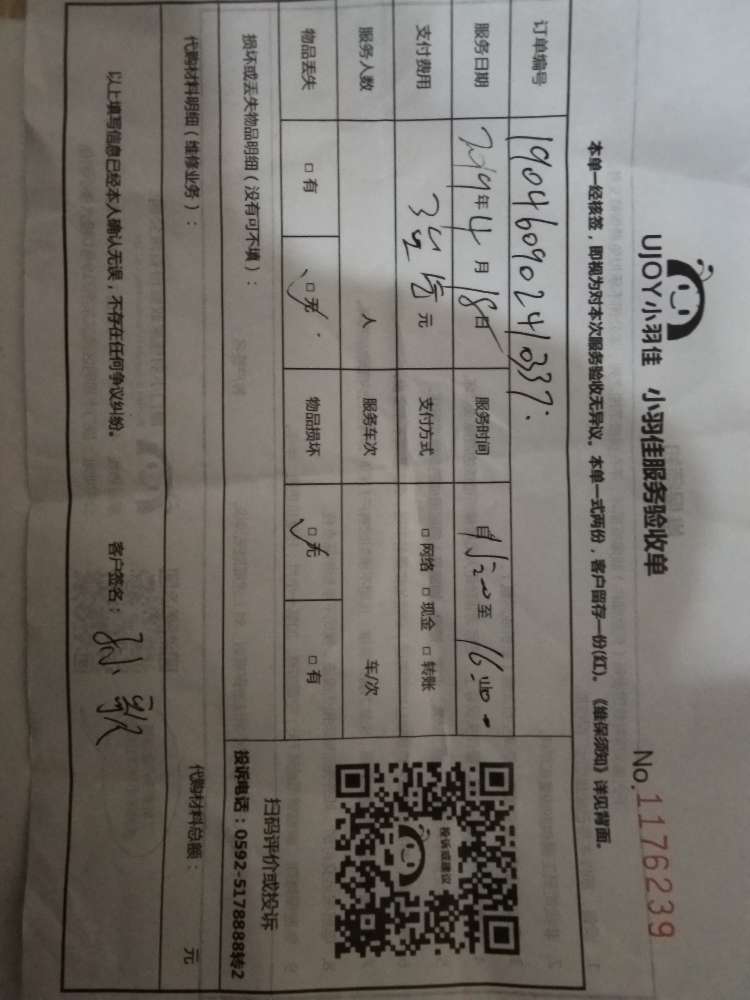 UJOY小羽佳 小羽佳服务验收单
No.1176239
本单一经核签，即视为对本次服务验收无异议。本单一式两份，客户留存一份(红)。《维保须知》详见背面。
订单编号 19046090241337.
服务日期 2019年4月18日 服务时间 自 至 16:00
支付费用 元 支付方式 □网络 □现金 □转账
服务人数 人 服务车次 车/次
物品丢失 □有 □无 物品损坏 □无 □有
损坏或丢失物品明细（没有可不填）：
投诉或建议
扫码评价或投诉
投诉电话：0592-5178888转2
代购材料明细（维修业务）： 代购材料总额： 元
以上填写信息已经本人确认无误，不存在任何争议纠纷。 客户签名：